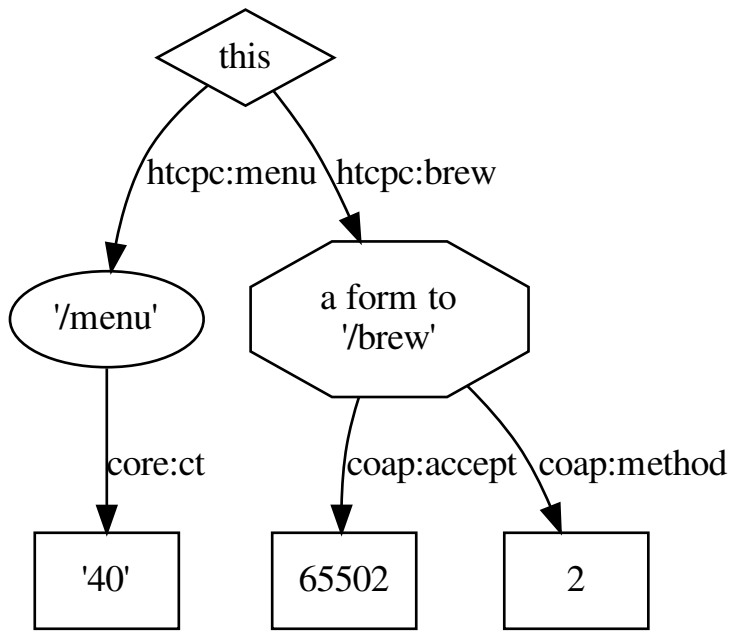 this
htcpc:menu htcpc:brew
'/menu'
a form to
'/brew'
core:ct coap:accept coap:method
'40' 65502 2